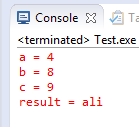 Console Ta
<terminated> Test.exe
a = 4
b = 8
c = 9
result = ali